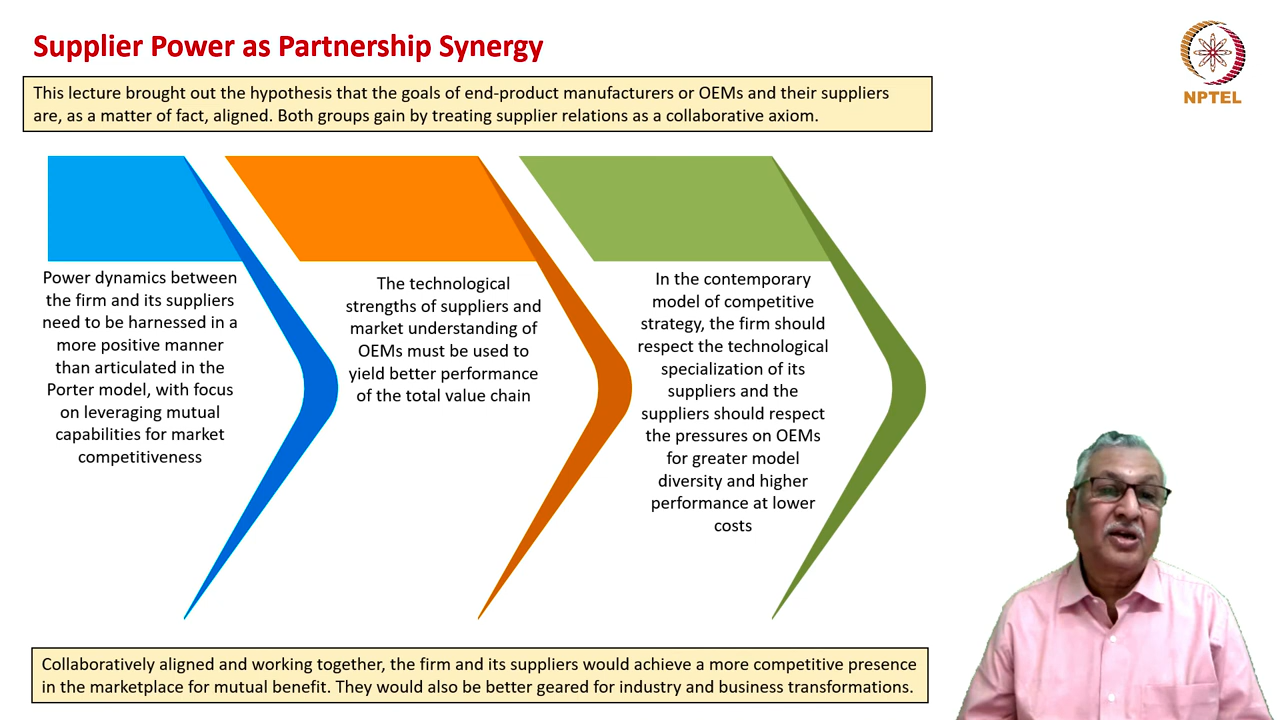 Supplier Power as Partnership Synergy
NPTEL
This lecture brought out the hypothesis that the goals of end-product manufacturers or OEMs and their suppliers
are, as a matter of fact, aligned. Both groups gain by treating supplier relations as a collaborative axiom.
Power dynamics between
the firm and its suppliers
need to be harnessed in a
more positive manner
than articulated in the
Porter model, with focus
on leveraging mutual
capabilities for market
competitiveness
The technological
strengths of suppliers and
market understanding of
OEMs must be used to
yield better performance
of the total value chain
In the contemporary
model of competitive
strategy, the firm should
respect the technological
specialization of its
suppliers and the
suppliers should respect
the pressures on OEMs
for greater model
diversity and higher
performance at lower
costs
Collaboratively aligned and working together, the firm and its suppliers would achieve a more competitive presence
in the marketplace for mutual benefit. They would also be better geared for industry and business transformations.